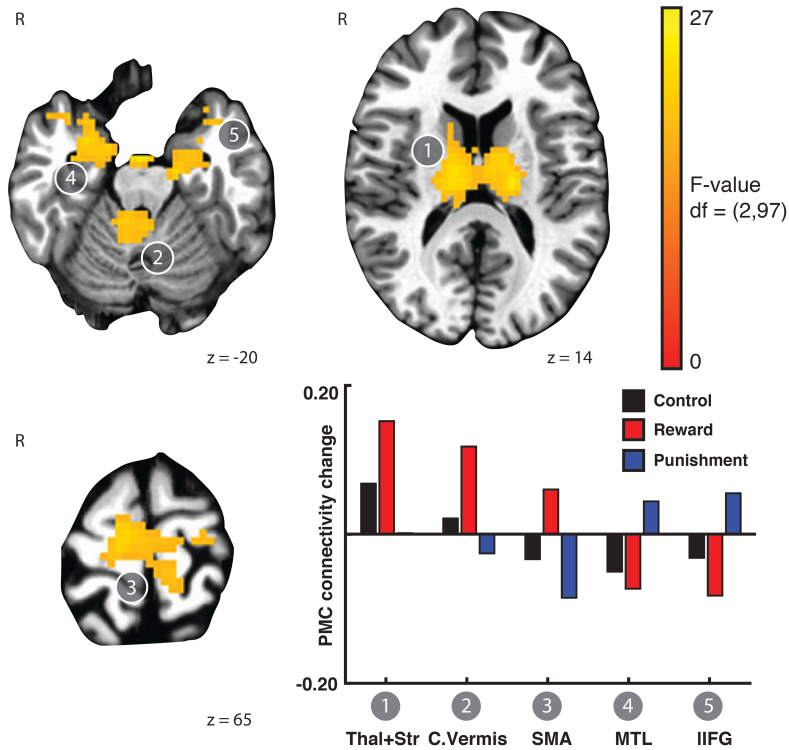 R
5
4
2
z = -20
R
1
z = 14
27
F-value
df = (2,97)
0
R
3
z = 65
0.20
Control
Reward
Punishment
PMC connectivity change
-0.20
1 2 3 4 5
Thal+Str C.Vermis SMA MTL lIFG